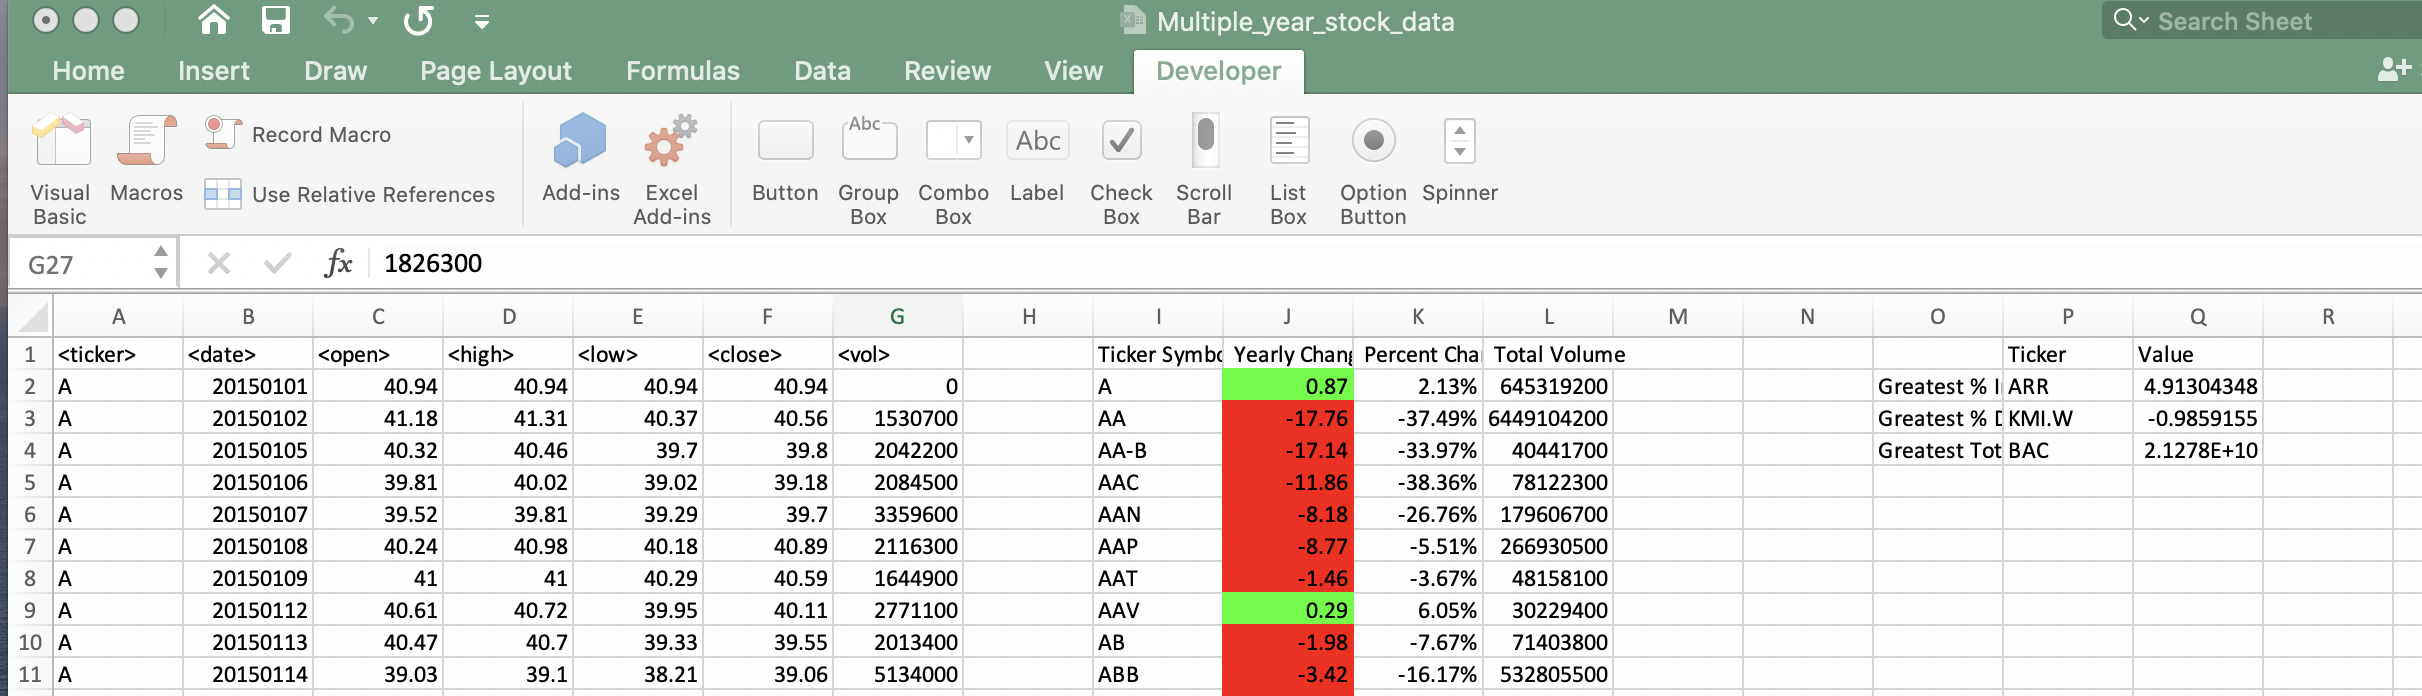 Multiple_year_stock_data
Search Sheet
Home Insert Draw Page Layout Formulas Data Review View Developer
Visual Basic
Macros
Record Macro
Use Relative References
Add-ins
Excel Add-ins
Button
Group Box
Combo Box
Abc
Abc
Label
Check Box
Scroll Bar
List Box
Option Button
Spinner
G27 fx 1826300
A B C D E F G H I J K L M N O P Q R
1 <ticker> <date> <open> <high> <low> <close> <vol> Ticker Symbo Yearly Chang Percent Cha Total Volume Ticker Value
2 A 20150101 40.94 40.94 40.94 40.94 0 A 0.87 2.13% 645319200 Greatest % I ARR 4.91304348
3 A 20150102 41.18 41.31 40.37 40.56 1530700 AA -17.76 -37.49% 6449104200 Greatest % D KMI.W -0.9859155
4 A 20150105 40.32 40.46 39.7 39.8 2042200 AA-B -17.14 -33.97% 40441700 Greatest Tot BAC 2.1278E+10
5 A 20150106 39.81 40.02 39.02 39.18 2084500 AAC -11.86 -38.36% 78122300
6 A 20150107 39.52 39.81 39.29 39.7 3359600 AAN -8.18 -26.76% 179606700
7 A 20150108 40.24 40.98 40.18 40.89 2116300 AAP -8.77 -5.51% 266930500
8 A 20150109 41 41 40.29 40.59 1644900 AAT -1.46 -3.67% 48158100
9 A 20150112 40.61 40.72 39.95 40.11 2771100 AAV 0.29 6.05% 30229400
10 A 20150113 40.47 40.7 39.33 39.55 2013400 AB -1.98 -7.67% 71403800
11 A 20150114 39.03 39.1 38.21 39.06 5134000 ABB -3.42 -16.17% 532805500